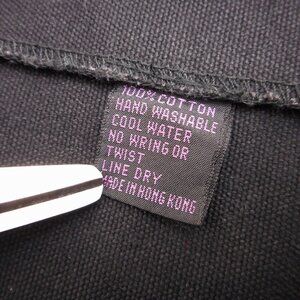 100% COTTON
HAND WASHABLE
COOL WATER
NO WRING OR
TWIST
LINE DRY
MADE IN HONG KONG